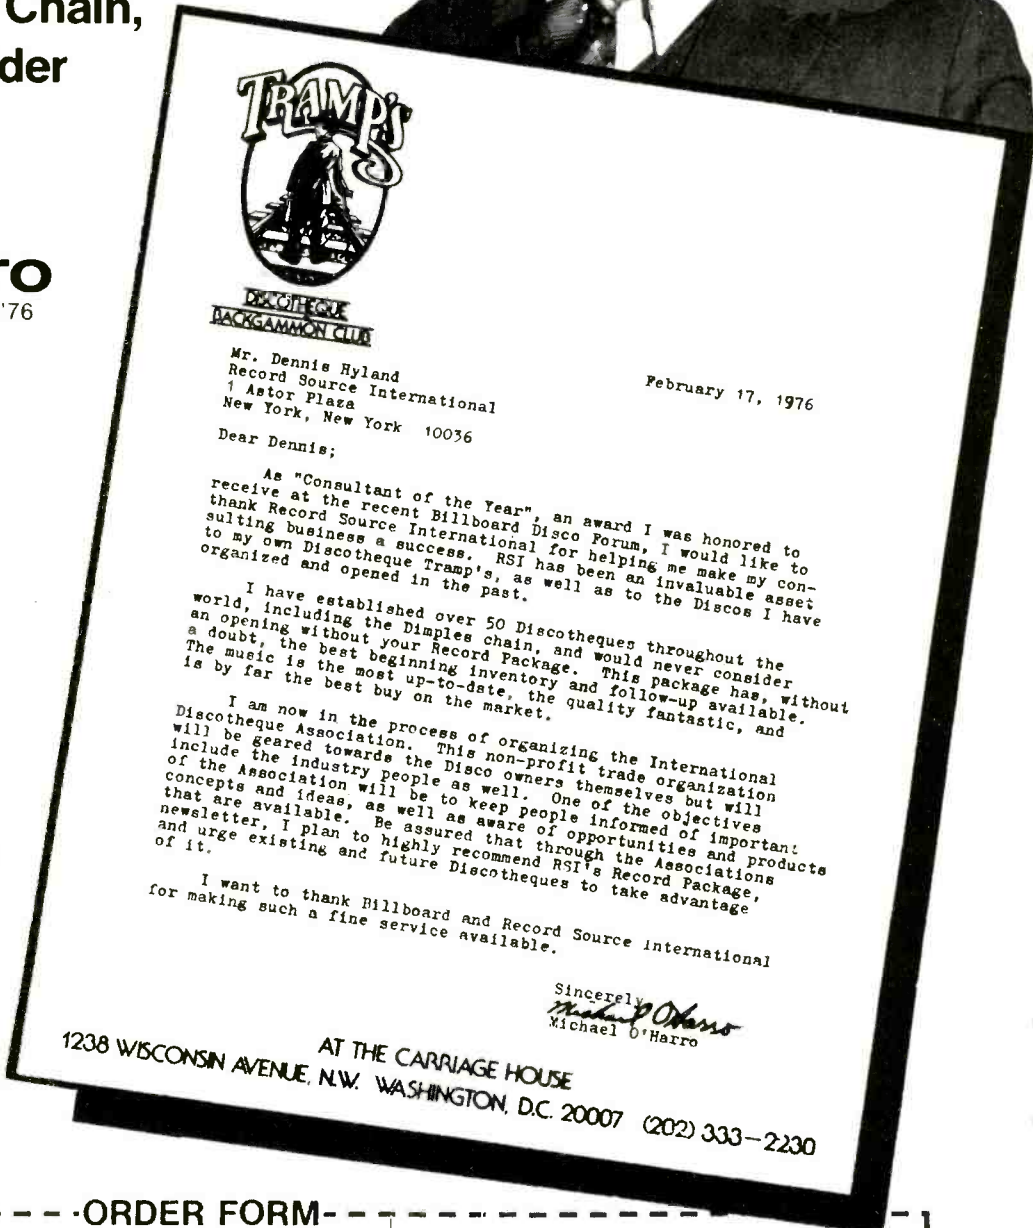 Chain,
der
TO
'76
TRAMP'S
DISCOTHEQUE
BACKGAMMON CLUB
Mr. Dennis Hyland
Record Source International
1 Astor Plaza
New York, New York 10036
February 17, 1976
Dear Dennis;
As "Consultant of the Year", an award I was honored to
receive at the recent Billboard Disco Forum, I would like to
thank Record Source International for helping me make my con-
sulting business a success. RSI has been an invaluable asset
to my own Discotheque Tramp's, as well as to the Discos I have
organized and opened in the past.
I have established over 50 Discotheques throughout the
world, including the Dimples chain, and would never consider
an opening without your Record Package. This package has, without
a doubt, the best beginning inventory and follow-up available.
The music is the most up-to-date, the quality fantastic, and
is by far the best buy on the market.
I am now in the process of organizing the International
Discotheque Association. This non-profit trade organization
will be geared towards the Disco owners themselves but will
include the industry people as well. One of the objectives
of the Association will be to keep people informed of important
concepts and ideas, as well as aware of opportunities and products
that are available. Be assured that through the Associations
newsletter, I plan to highly recommend RSI's Record Package,
and urge existing and future Discotheques to take advantage
of it.
I want to thank Billboard and Record Source International
for making such a fine service available.
Sincerely
Michael O'Harro
Michael O'Harro
AT THE CARRIAGE HOUSE
1238 WISCONSIN AVENUE, N.W. WASHINGTON, D.C. 20007 (202) 333-2230
ORDER FORM